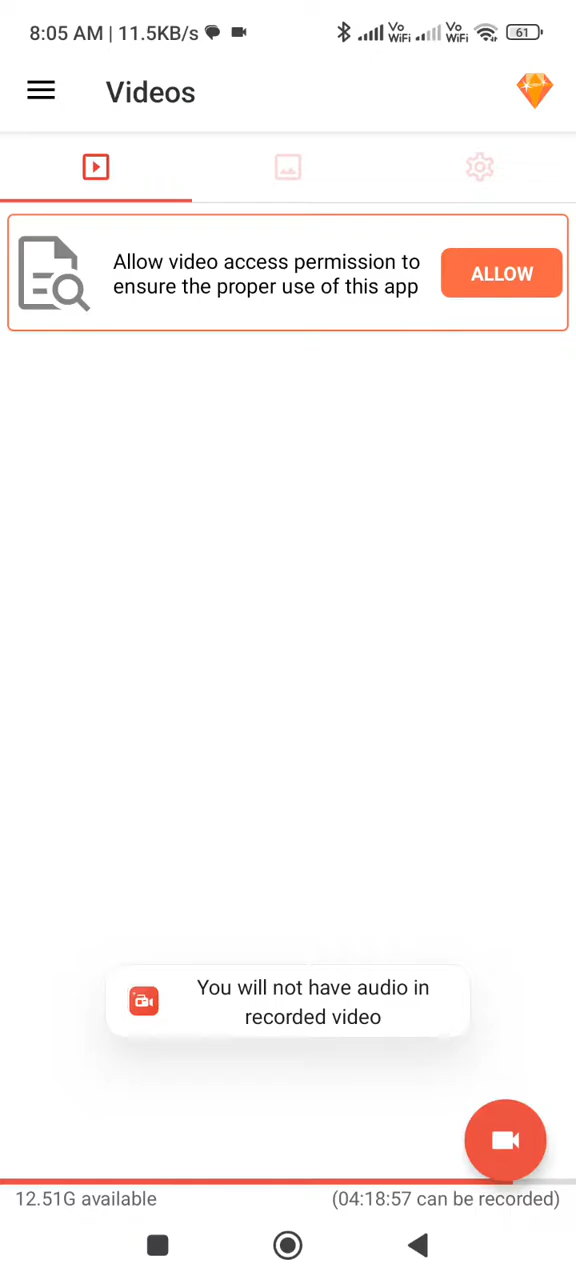 8:05 AM | 11.5KB/s
Vo
WiFi
Vo
WiFi
61
Videos
Allow video access permission to
ensure the proper use of this app
ALLOW
You will not have audio in
recorded video
12.51G available
(04:18:57 can be recorded)